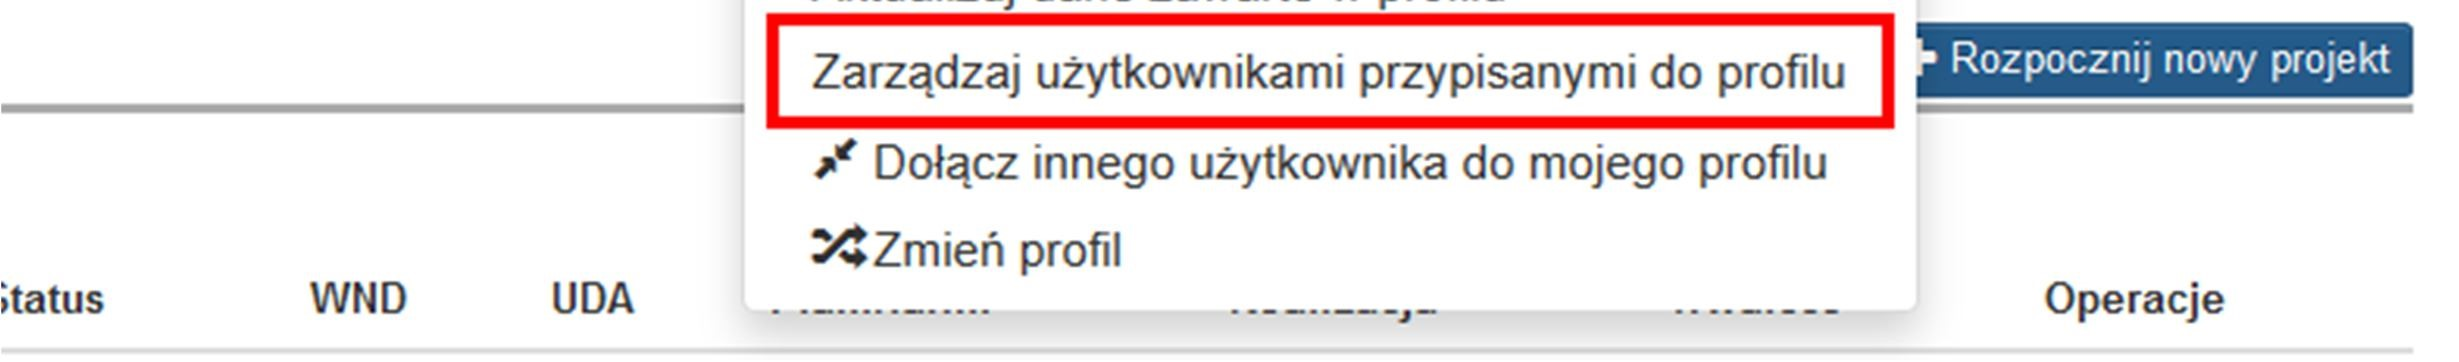 Zarządzaj użytkownikami przypisanymi do profilu
Rozpocznij nowy projekt
Dołącz innego użytkownika do mojego profilu
Zmień profil
Status WND UDA Operacje